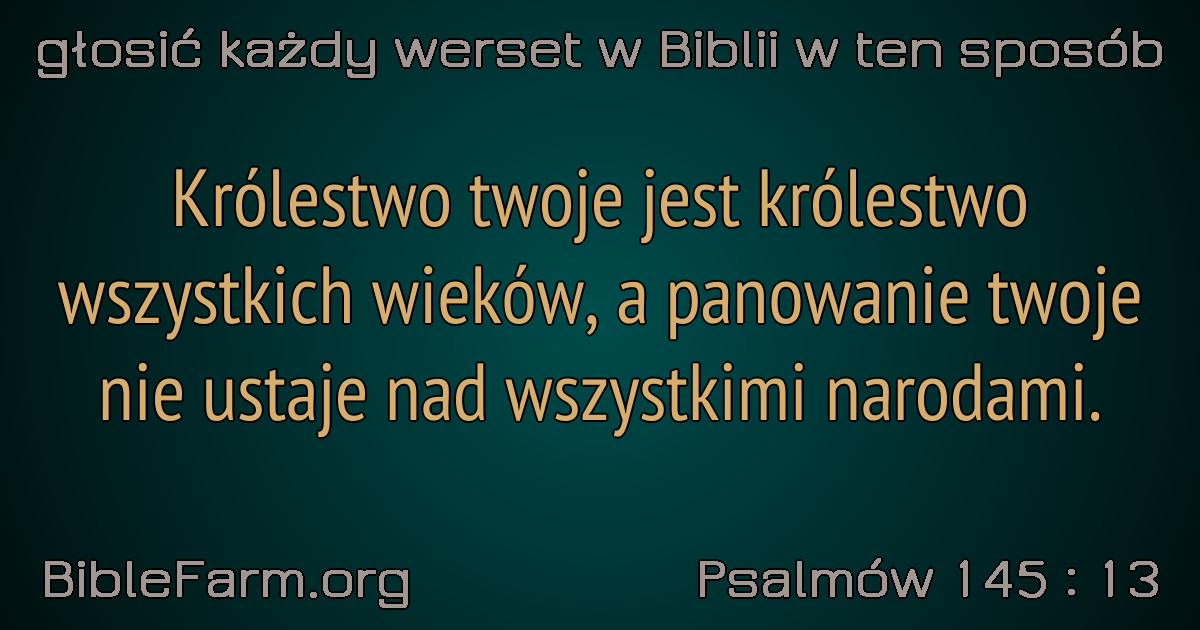 głosić każdy werset w Biblii w ten sposób
Królestwo twoje jest królestwo
wszystkich wieków, a panowanie twoje
nie ustaje nad wszystkimi narodami.
BibleFarm.org
Psalmów 145 : 13